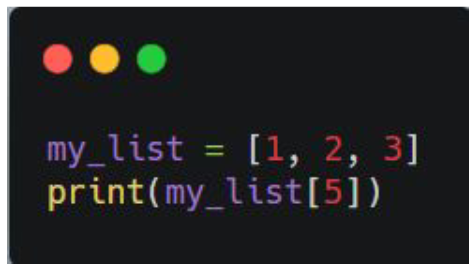 my_list = [1, 2, 3]
print(my_list[5])